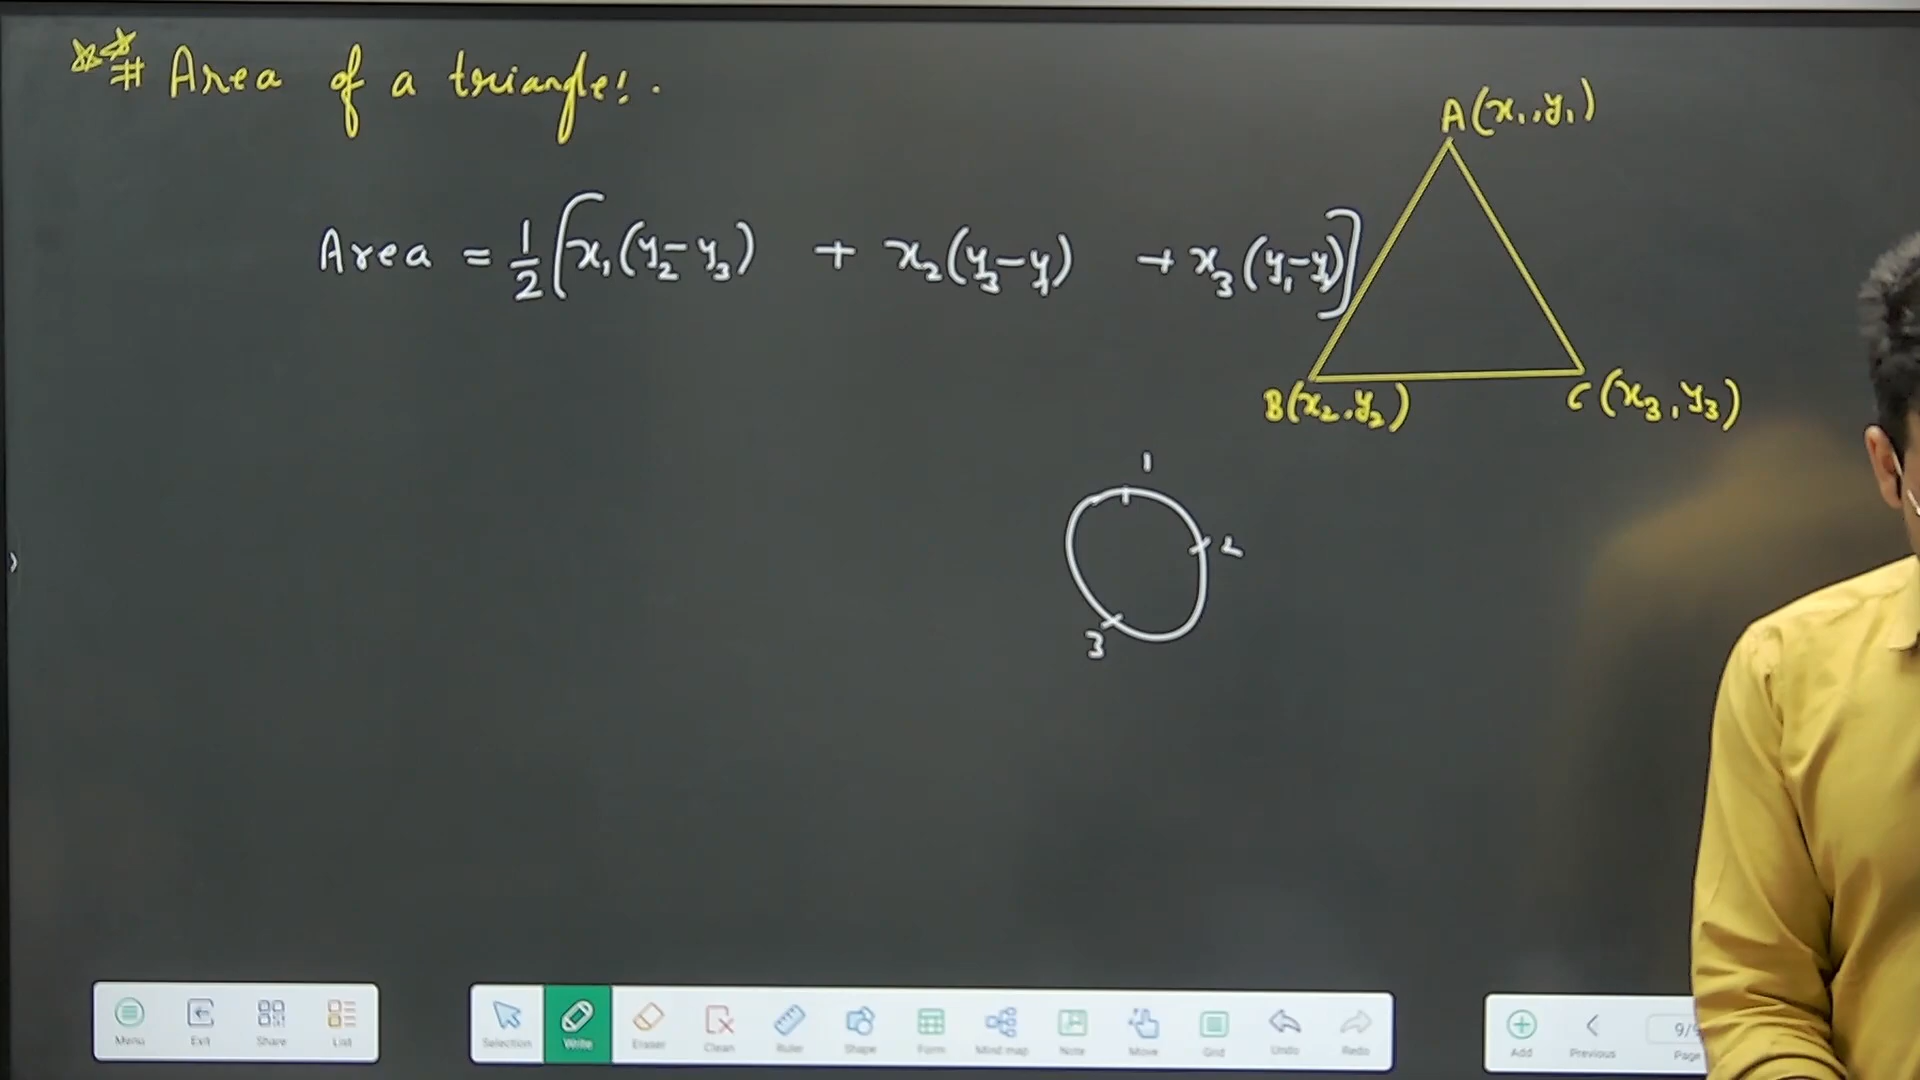 ** # Area of a triangle:.
A(x₁,y₁)
Area = 1/2 [x₁(y₂-y₃) + x₂(y₃-y₁) + x₃(y₁-y₂)]
B(x₂,y₂) C(x₃,y₃)
1
2
3
Menu Exit Share List Selection Write Eraser Clean Ruler Shape Form Mind map Note Move Grid Undo Redo Add Previous Page
9/9